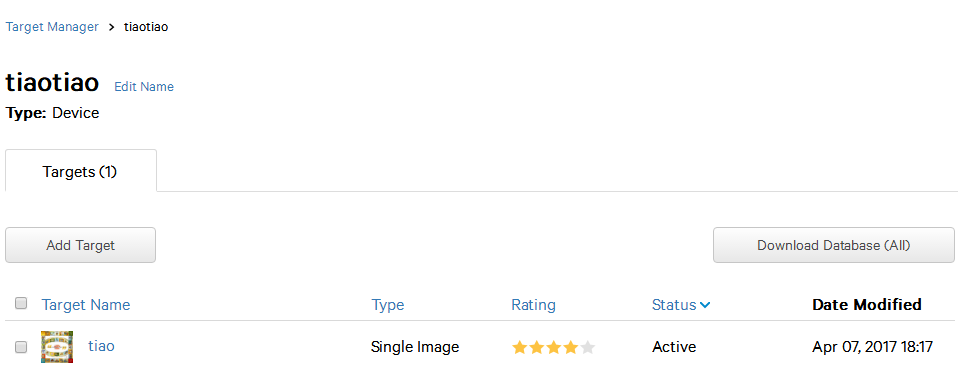 Target Manager > tiaotiao
tiaotiao Edit Name
Type: Device
Targets (1)
Add Target Download Database (All)
Target Name Type Rating Status Date Modified
tiao Single Image Active Apr 07, 2017 18:17